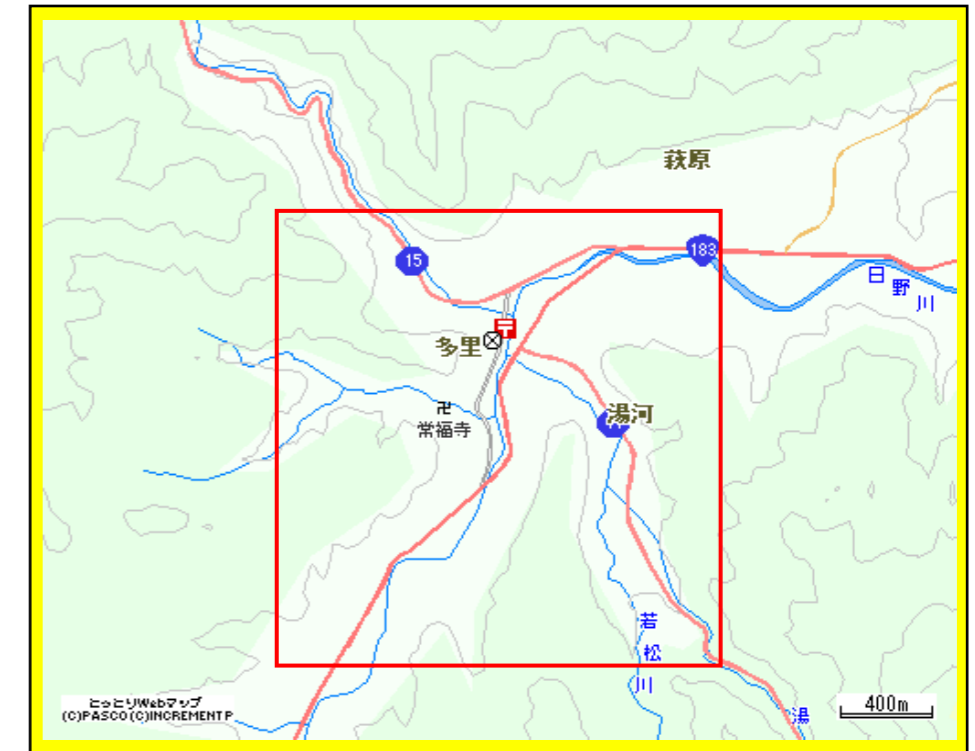 萩原
15
183
日野川
多里
湯河
卍
常福寺
若松川
湯
とっとりWebマップ
(C)PASCO(C)INCREMENT P
400m